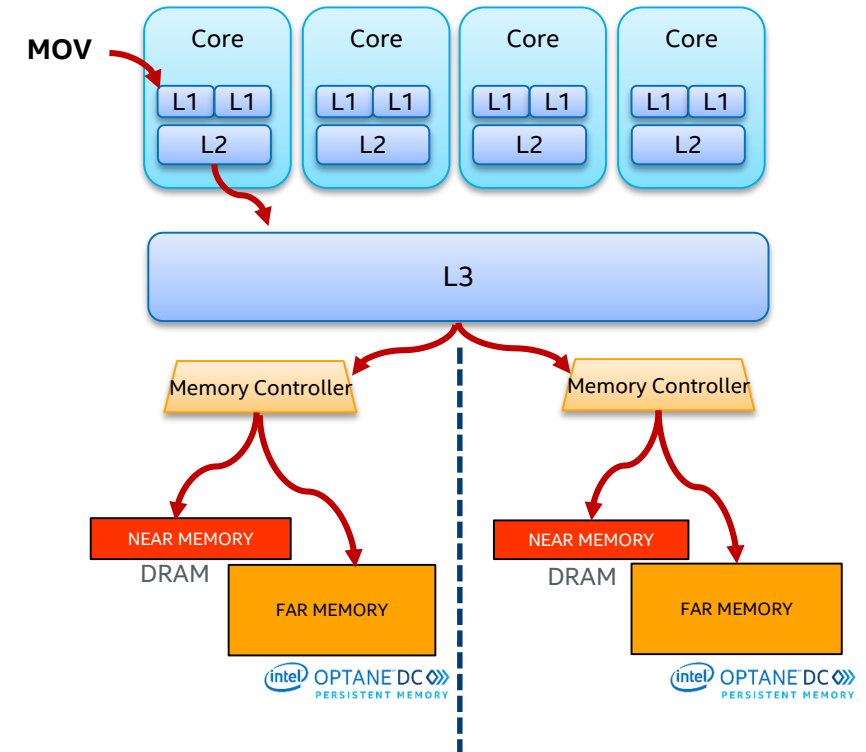 MOV
Core
Core
Core
Core
L1 L1
L1 L1
L1 L1
L1 L1
L2
L2
L2
L2
L3
Memory Controller
Memory Controller
NEAR MEMORY
DRAM
FAR MEMORY
intel OPTANE™ DC
PERSISTENT MEMORY
NEAR MEMORY
DRAM
FAR MEMORY
intel OPTANE™ DC
PERSISTENT MEMORY